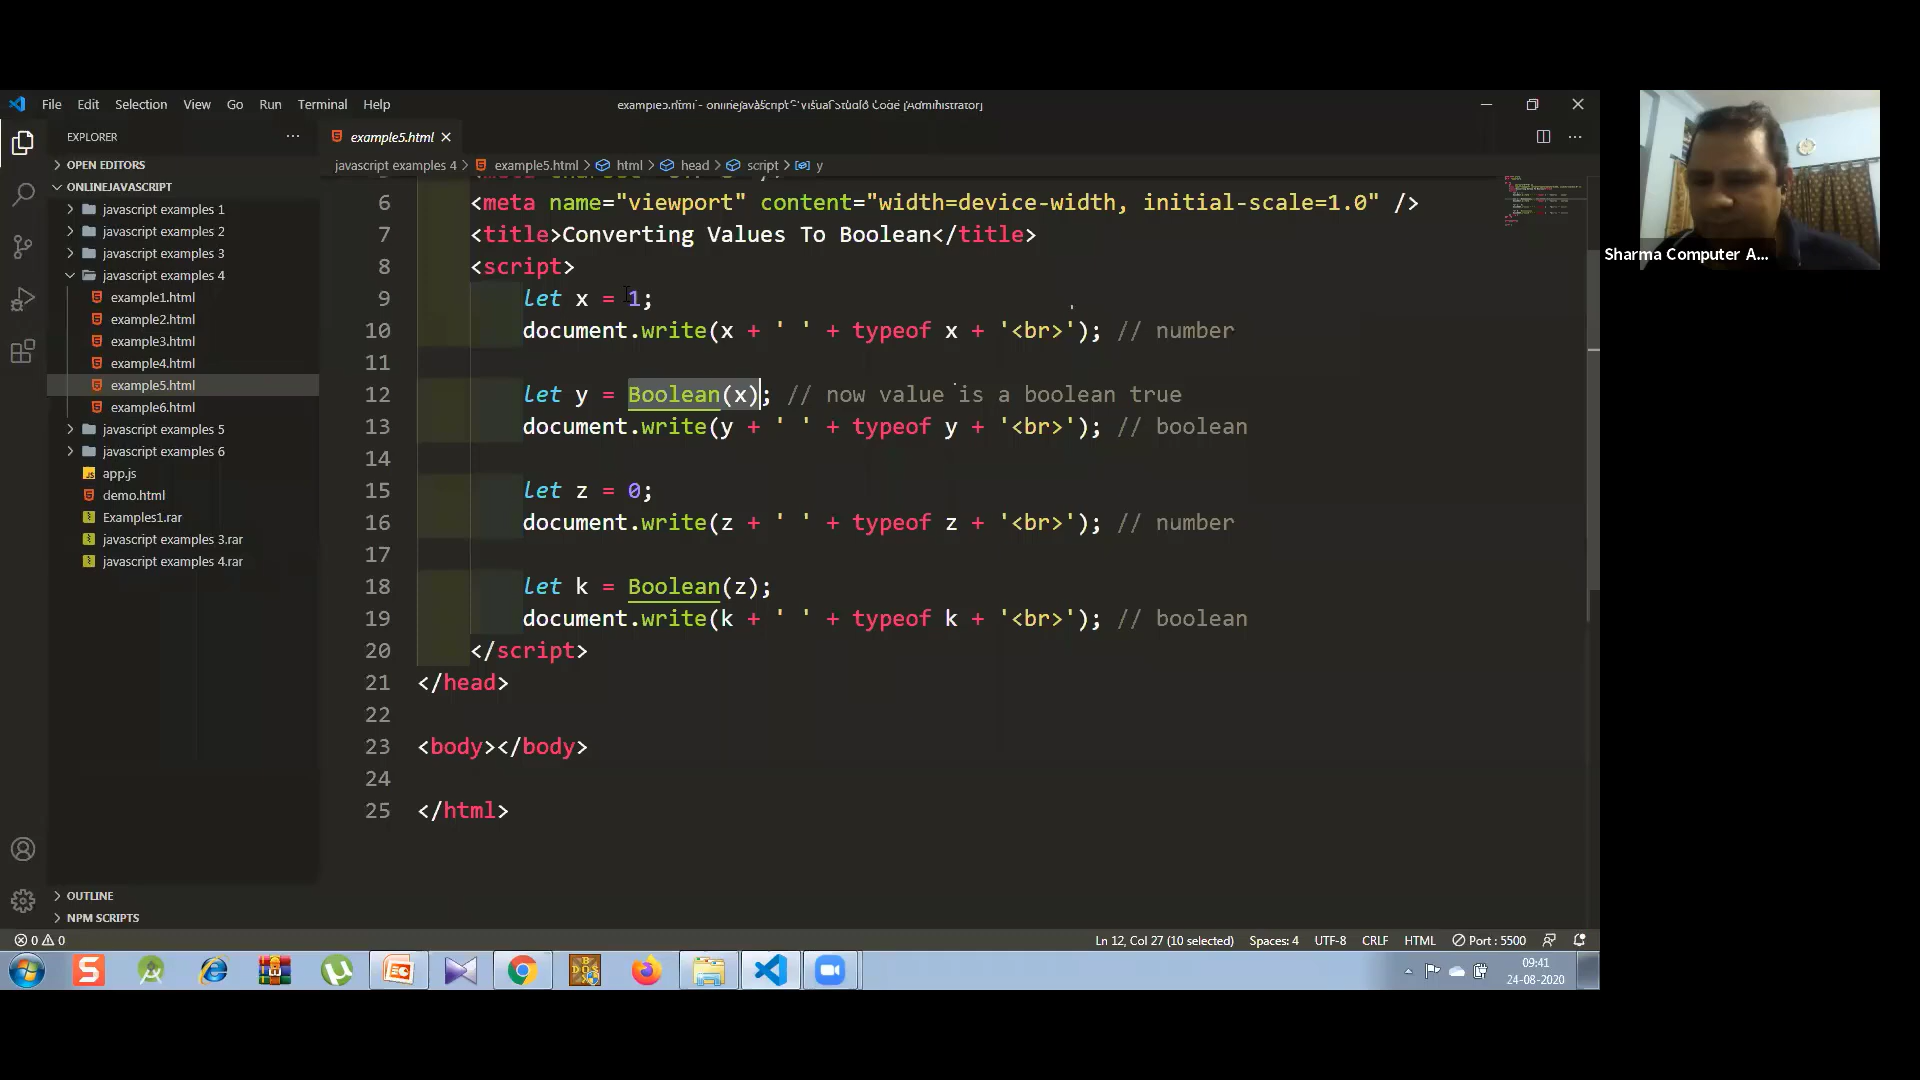 File Edit Selection View Go Run Terminal Help
example5.html - onlinejavascript - Visual Studio Code [Administrator]
EXPLORER
example5.html
OPEN EDITORS
javascript examples 4 > example5.html > html > head > script > y
ONLINEJAVASCRIPT
javascript examples 1
javascript examples 2
javascript examples 3
javascript examples 4
example1.html
example2.html
example3.html
example4.html
example5.html
example6.html
javascript examples 5
javascript examples 6
app.js
demo.html
Examples1.rar
javascript examples 3.rar
javascript examples 4.rar
OUTLINE
NPM SCRIPTS
6 <meta name="viewport" content="width=device-width, initial-scale=1.0" />
7 <title>Converting Values To Boolean</title>
8 <script>
9 let x = 1;
10 document.write(x + ' ' + typeof x + '<br>'); // number
11
12 let y = Boolean(x); // now value is a boolean true
13 document.write(y + ' ' + typeof y + '<br>'); // boolean
14
15 let z = 0;
16 document.write(z + ' ' + typeof z + '<br>'); // number
17
18 let k = Boolean(z);
19 document.write(k + ' ' + typeof k + '<br>'); // boolean
20 </script>
21 </head>
22
23 <body></body>
24
25 </html>
0 0
Ln 12, Col 27 (10 selected) Spaces: 4 UTF-8 CRLF HTML Port : 5500
09:41
24-08-2020
Sharma Computer A...